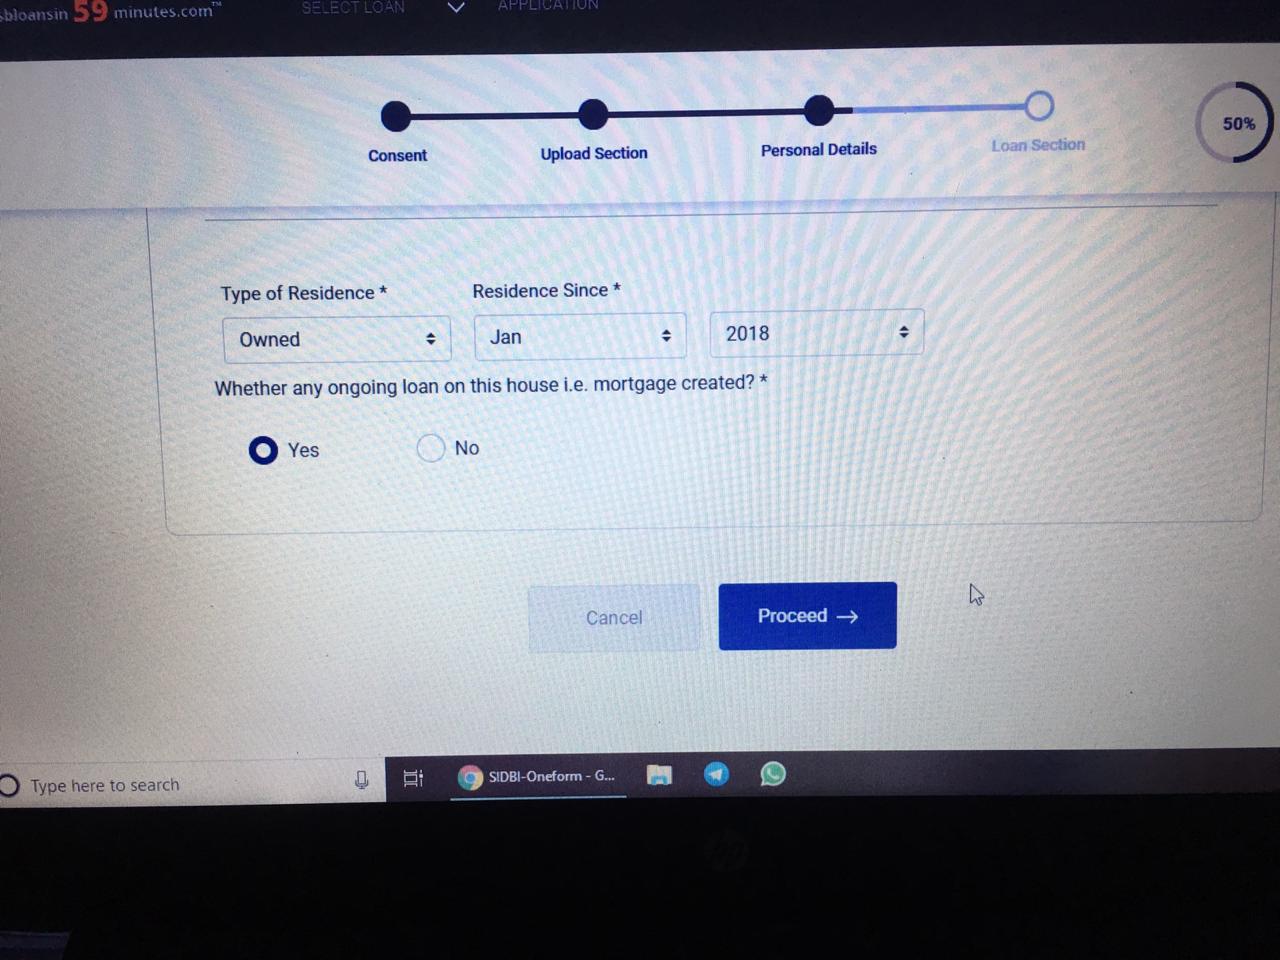 sbloansin 59 minutes.com™ SELECT LOAN APPLICATION
Consent Upload Section Personal Details Loan Section 50%
Type of Residence * Residence Since *
Owned Jan 2018
Whether any ongoing loan on this house i.e. mortgage created? *
Yes No
Cancel Proceed →
Type here to search SIDBI-Oneform - G...
hp